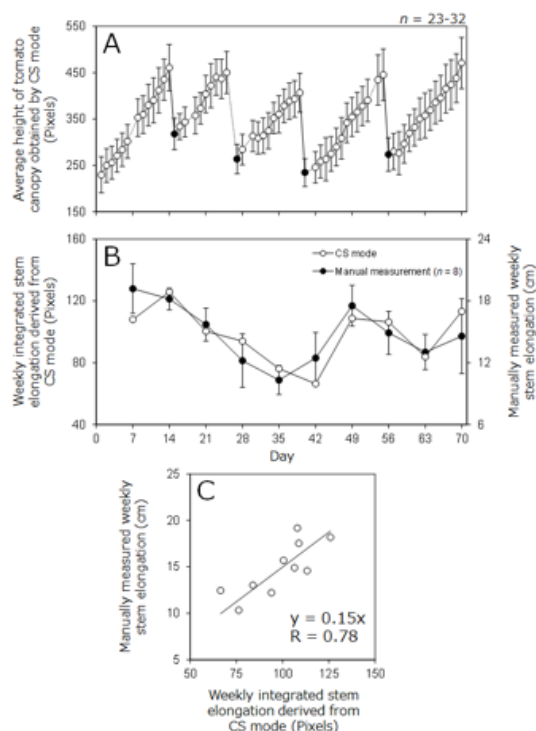 n = 23-32
A
Average height of tomato
canopy obtained by CS mode
(Pixels)
550
450
350
250
150
B
Weekly integrated stem
elongation derived from
CS mode (Pixels)
160
120
80
40
CS mode
Manual measurement (n = 8)
24
18
12
6
Manually measured weekly
stem elongation (cm)
0 7 14 21 28 35 42 49 56 63 70
Day
C
Manually measured weekly
stem elongation (cm)
25
20
15
10
5
y = 0.15x
R = 0.78
50 75 100 125 150
Weekly integrated stem
elongation derived from
CS mode (Pixels)